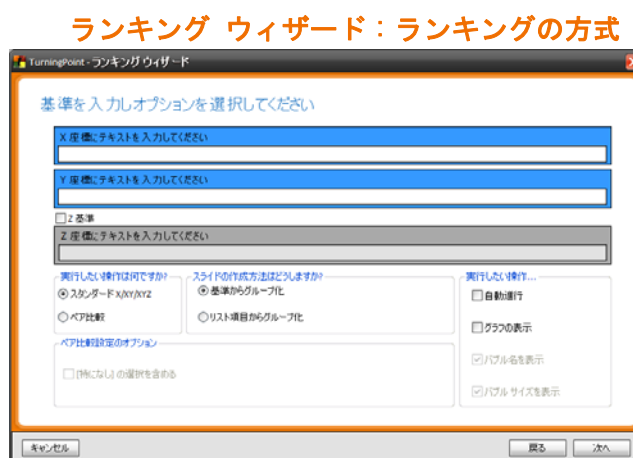 ランキング ウィザード：ランキングの方式
TurningPoint - ランキング ウィザード
基準を入力しオプションを選択してください
X 座標にテキストを入力してください
Y 座標にテキストを入力してください
Z 基準
Z 座標にテキストを入力してください
実行したい操作は何ですか?
スタンダード X/XY/XYZ
ペア比較
スライドの作成方法はどうしますか?
基準からグループ化
リスト項目からグループ化
ペア比較設定のオプション
[特になし] の選択を含める
実行したい操作...
自動進行
グラフの表示
バブル名を表示
バブル サイズを表示
キャンセル
戻る
次へ